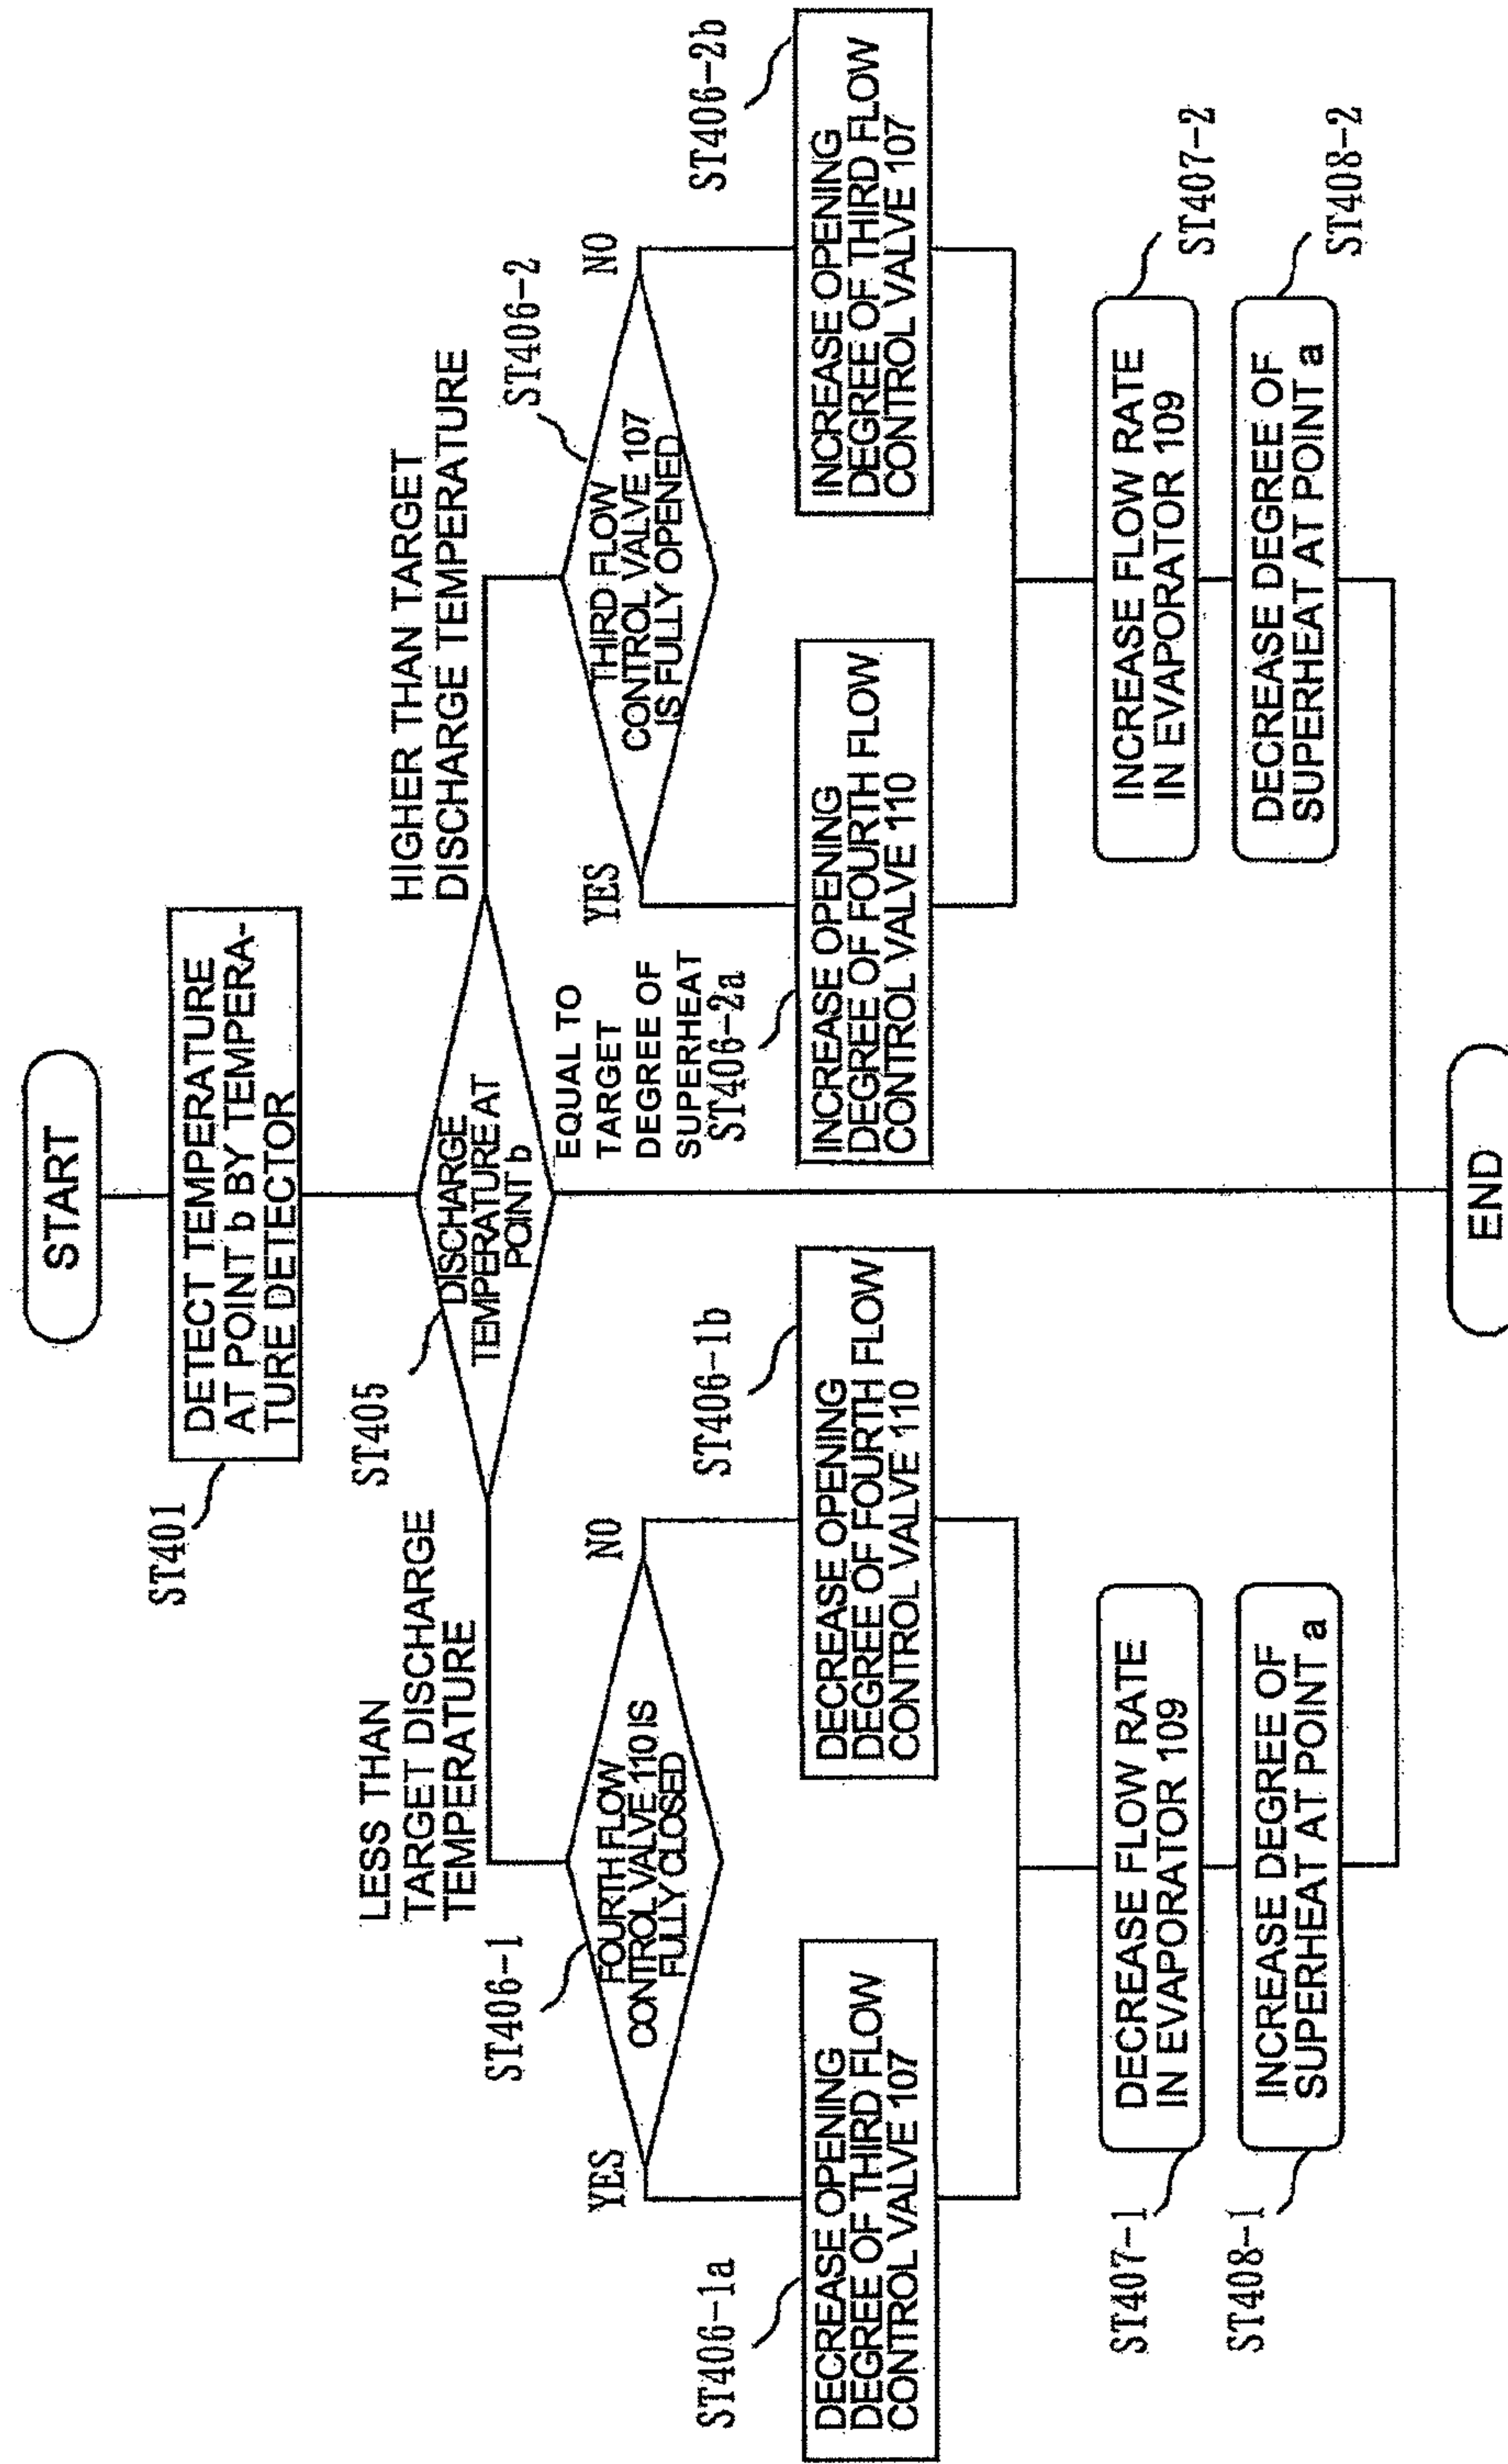 START
ST401
DETECT TEMPERATURE
AT POINT b BY TEMPERA-
TURE DETECTOR
ST405
DISCHARGE
TEMPERATURE AT
POINT b
LESS THAN
TARGET DISCHARGE
TEMPERATURE
HIGHER THAN TARGET
DISCHARGE TEMPERATURE
EQUAL TO
TARGET
DEGREE OF
SUPERHEAT
ST406-1
FOURTH FLOW
CONTROL VALVE 110 IS
FULLY CLOSED
YES
NO
ST406-2
THIRD FLOW
CONTROL VALVE 107
IS FULLY OPENED
YES
NO
ST406-1a
DECREASE OPENING
DEGREE OF THIRD FLOW
CONTROL VALVE 107
ST406-1b
DECREASE OPENING
DEGREE OF FOURTH FLOW
CONTROL VALVE 110
ST406-2a
INCREASE OPENING
DEGREE OF FOURTH FLOW
CONTROL VALVE 110
ST406-2b
INCREASE OPENING
DEGREE OF THIRD FLOW
CONTROL VALVE 107
ST407-1
DECREASE FLOW RATE
IN EVAPORATOR 109
ST407-2
INCREASE FLOW RATE
IN EVAPORATOR 109
ST408-1
INCREASE DEGREE OF
SUPERHEAT AT POINT a
ST408-2
DECREASE DEGREE OF
SUPERHEAT AT POINT a
END